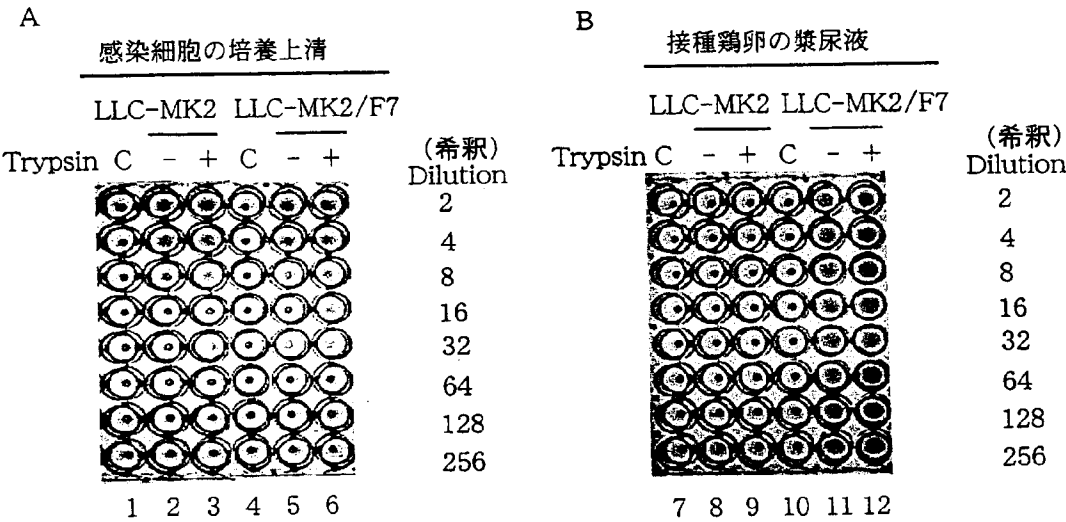 A
感染細胞の培養上清
LLC-MK2 LLC-MK2/F7
Trypsin C - + C - +
(希釈)
Dilution
2
4
8
16
32
64
128
256
1 2 3 4 5 6
B
接種鶏卵の漿尿液
LLC-MK2 LLC-MK2/F7
Trypsin C - + C - +
(希釈)
Dilution
2
4
8
16
32
64
128
256
7 8 9 10 11 12